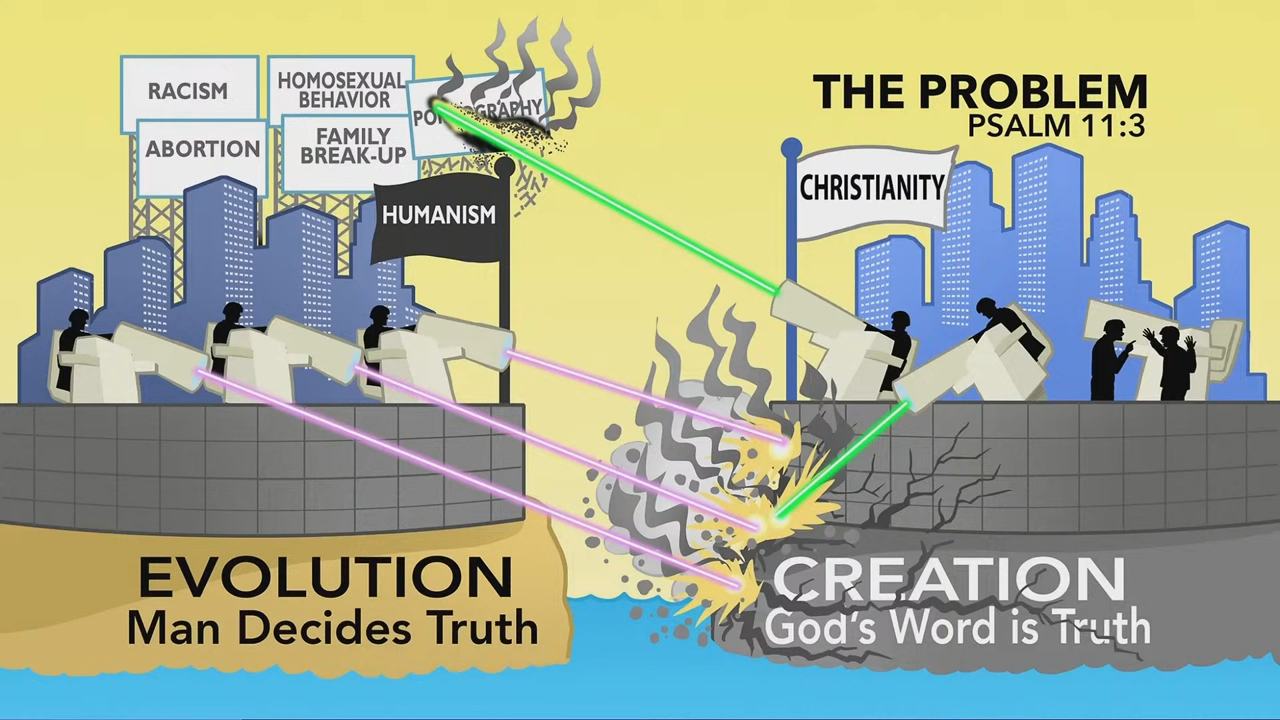 RACISM
HOMOSEXUAL
BEHAVIOR
ABORTION
FAMILY
BREAK-UP
HUMANISM
THE PROBLEM
PSALM 11:3
CHRISTIANITY
EVOLUTION
Man Decides Truth
CREATION
God's Word is Truth